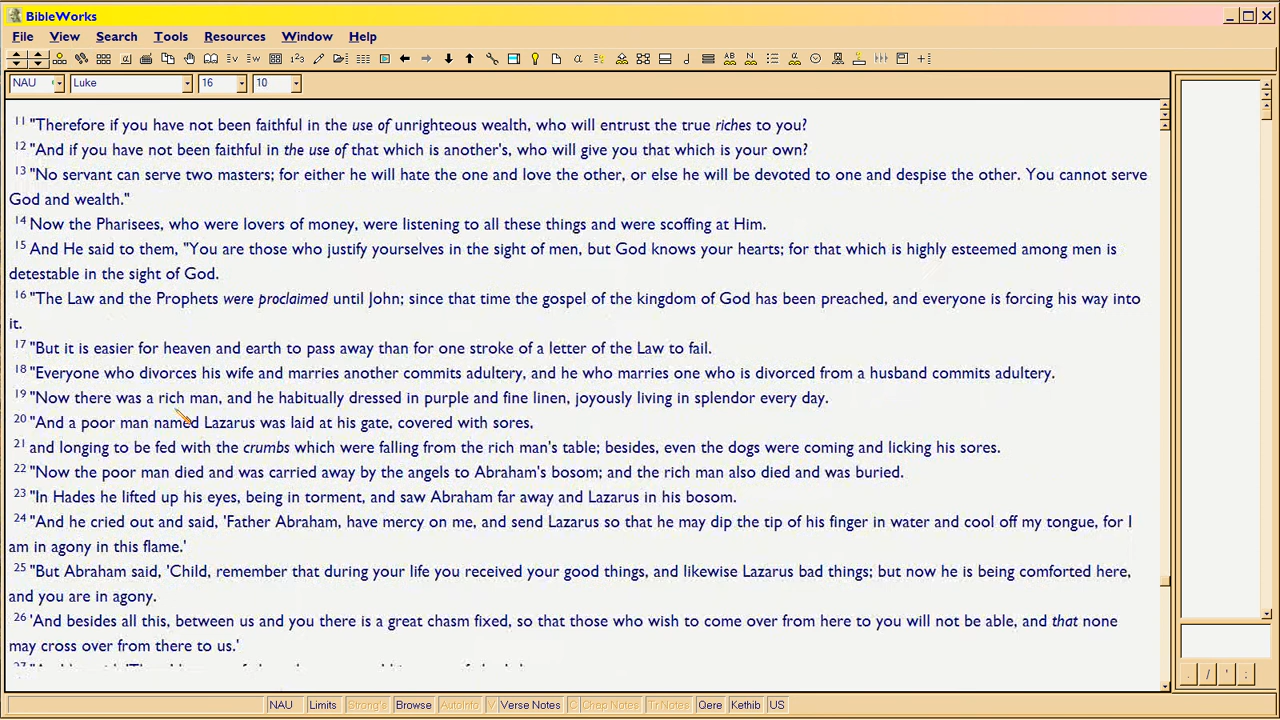 BibleWorks
File View Search Tools Resources Window Help
NAU Luke 16 10
11 "Therefore if you have not been faithful in the use of unrighteous wealth, who will entrust the true riches to you?
12 "And if you have not been faithful in the use of that which is another's, who will give you that which is your own?
13 "No servant can serve two masters; for either he will hate the one and love the other, or else he will be devoted to one and despise the other. You cannot serve
God and wealth."
14 Now the Pharisees, who were lovers of money, were listening to all these things and were scoffing at Him.
15 And He said to them, "You are those who justify yourselves in the sight of men, but God knows your hearts; for that which is highly esteemed among men is
detestable in the sight of God.
16 "The Law and the Prophets were proclaimed until John; since that time the gospel of the kingdom of God has been preached, and everyone is forcing his way into
it.
17 "But it is easier for heaven and earth to pass away than for one stroke of a letter of the Law to fail.
18 "Everyone who divorces his wife and marries another commits adultery, and he who marries one who is divorced from a husband commits adultery.
19 "Now there was a rich man, and he habitually dressed in purple and fine linen, joyously living in splendor every day.
20 "And a poor man named Lazarus was laid at his gate, covered with sores,
21 and longing to be fed with the crumbs which were falling from the rich man's table; besides, even the dogs were coming and licking his sores.
22 "Now the poor man died and was carried away by the angels to Abraham's bosom; and the rich man also died and was buried.
23 "In Hades he lifted up his eyes, being in torment, and saw Abraham far away and Lazarus in his bosom.
24 "And he cried out and said, 'Father Abraham, have mercy on me, and send Lazarus so that he may dip the tip of his finger in water and cool off my tongue, for I
am in agony in this flame.'
25 "But Abraham said, 'Child, remember that during your life you received your good things, and likewise Lazarus bad things; but now he is being comforted here,
and you are in agony.
26 'And besides all this, between us and you there is a great chasm fixed, so that those who wish to come over from here to you will not be able, and that none
may cross over from there to us.'
. / ' ;
NAU Limits Strong's Browse AutoInfo V Verse Notes C Chap Notes TrNotes Qere Kethib US